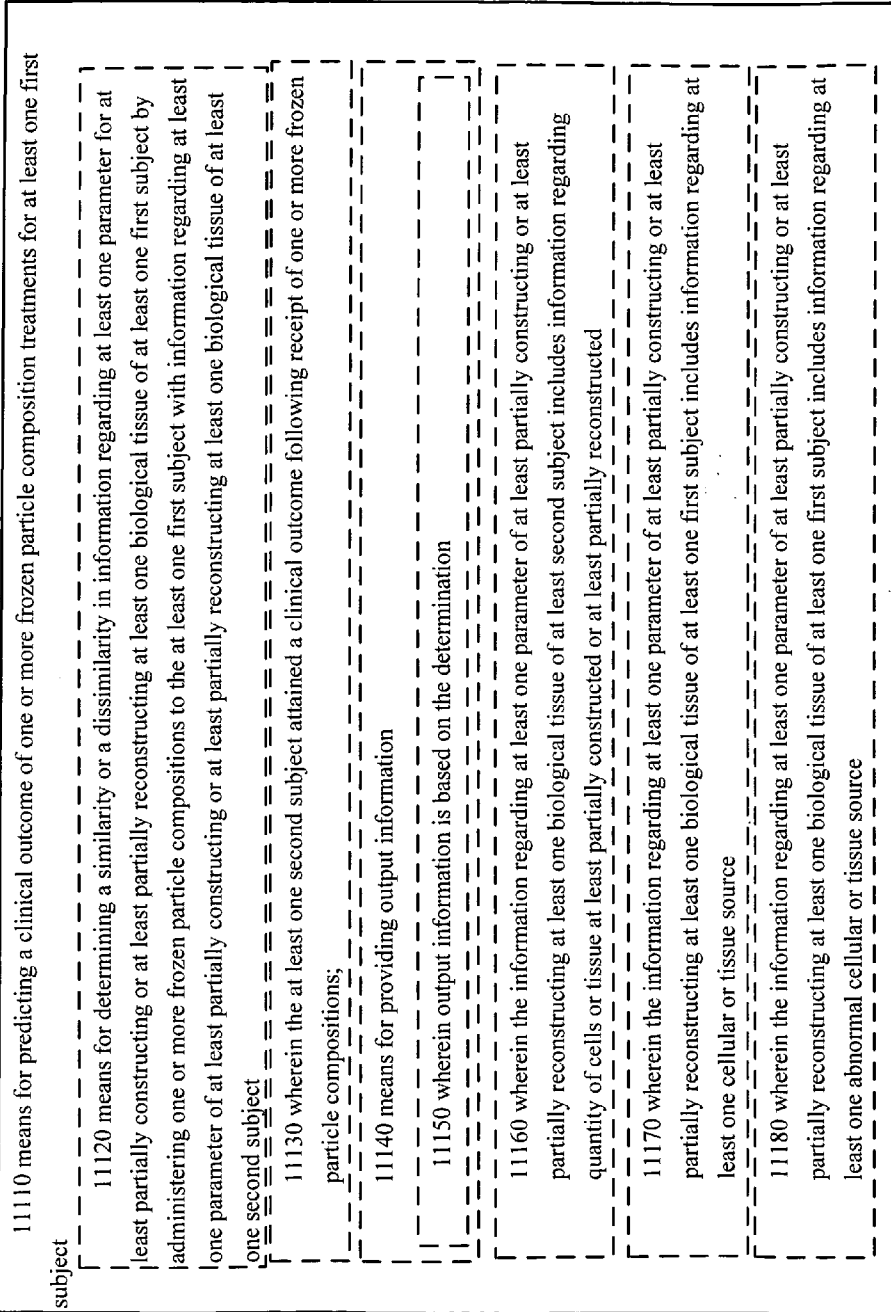 11110 means for predicting a clinical outcome of one or more frozen particle composition treatments for at least one first
subject
11120 means for determining a similarity or a dissimilarity in information regarding at least one parameter for at
least partially constructing or at least partially reconstructing at least one biological tissue of at least one first subject by
administering one or more frozen particle compositions to the at least one first subject with information regarding at least
one parameter of at least partially constructing or at least partially reconstructing at least one biological tissue of at least
one second subject
11130 wherein the at least one second subject attained a clinical outcome following receipt of one or more frozen
particle compositions;
11140 means for providing output information
11150 wherein output information is based on the determination
11160 wherein the information regarding at least one parameter of at least partially constructing or at least
partially reconstructing at least one biological tissue of at least second subject includes information regarding
quantity of cells or tissue at least partially constructed or at least partially reconstructed
11170 wherein the information regarding at least one parameter of at least partially constructing or at least
partially reconstructing at least one biological tissue of at least one first subject includes information regarding at
least one cellular or tissue source
11180 wherein the information regarding at least one parameter of at least partially constructing or at least
partially reconstructing at least one biological tissue of at least one first subject includes information regarding at
least one abnormal cellular or tissue source